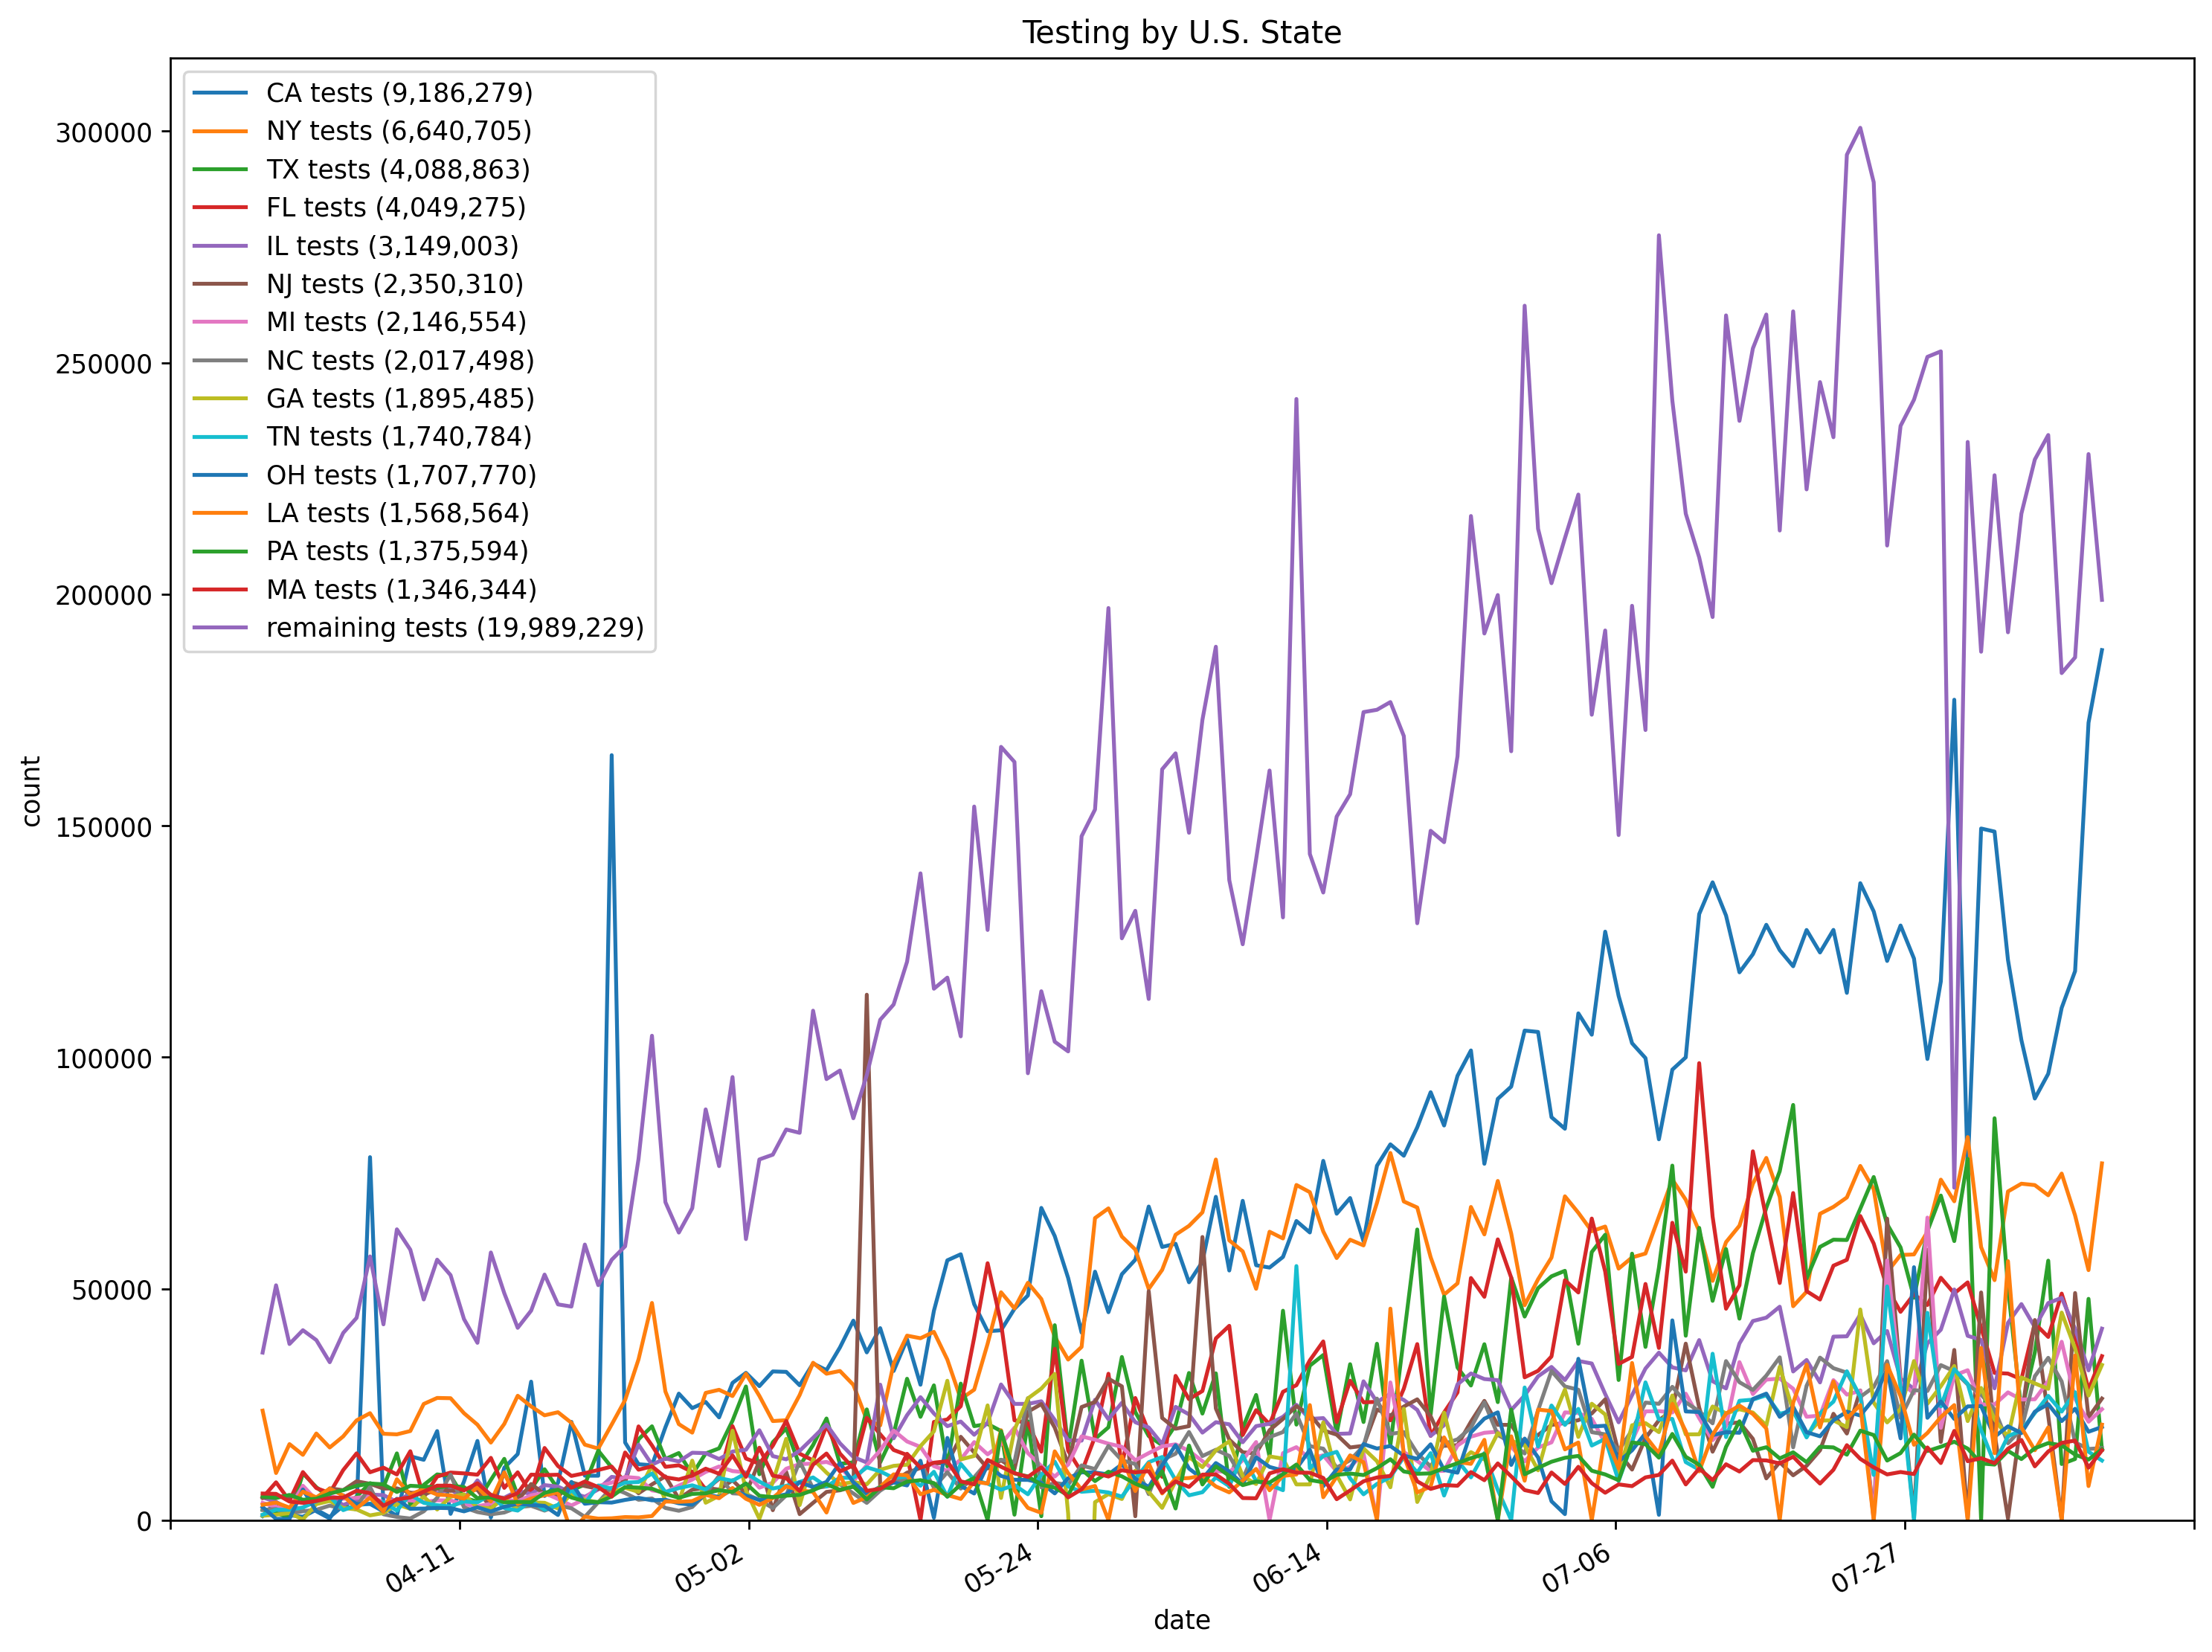 Testing by U.S. State
CA tests (9,186,279)
NY tests (6,640,705)
TX tests (4,088,863)
FL tests (4,049,275)
IL tests (3,149,003)
NJ tests (2,350,310)
MI tests (2,146,554)
NC tests (2,017,498)
GA tests (1,895,485)
TN tests (1,740,784)
OH tests (1,707,770)
LA tests (1,568,564)
PA tests (1,375,594)
MA tests (1,346,344)
remaining tests (19,989,229)
300000
250000
200000
150000
100000
50000
0
count
04-11
05-02
05-24
06-14
07-06
07-27
date